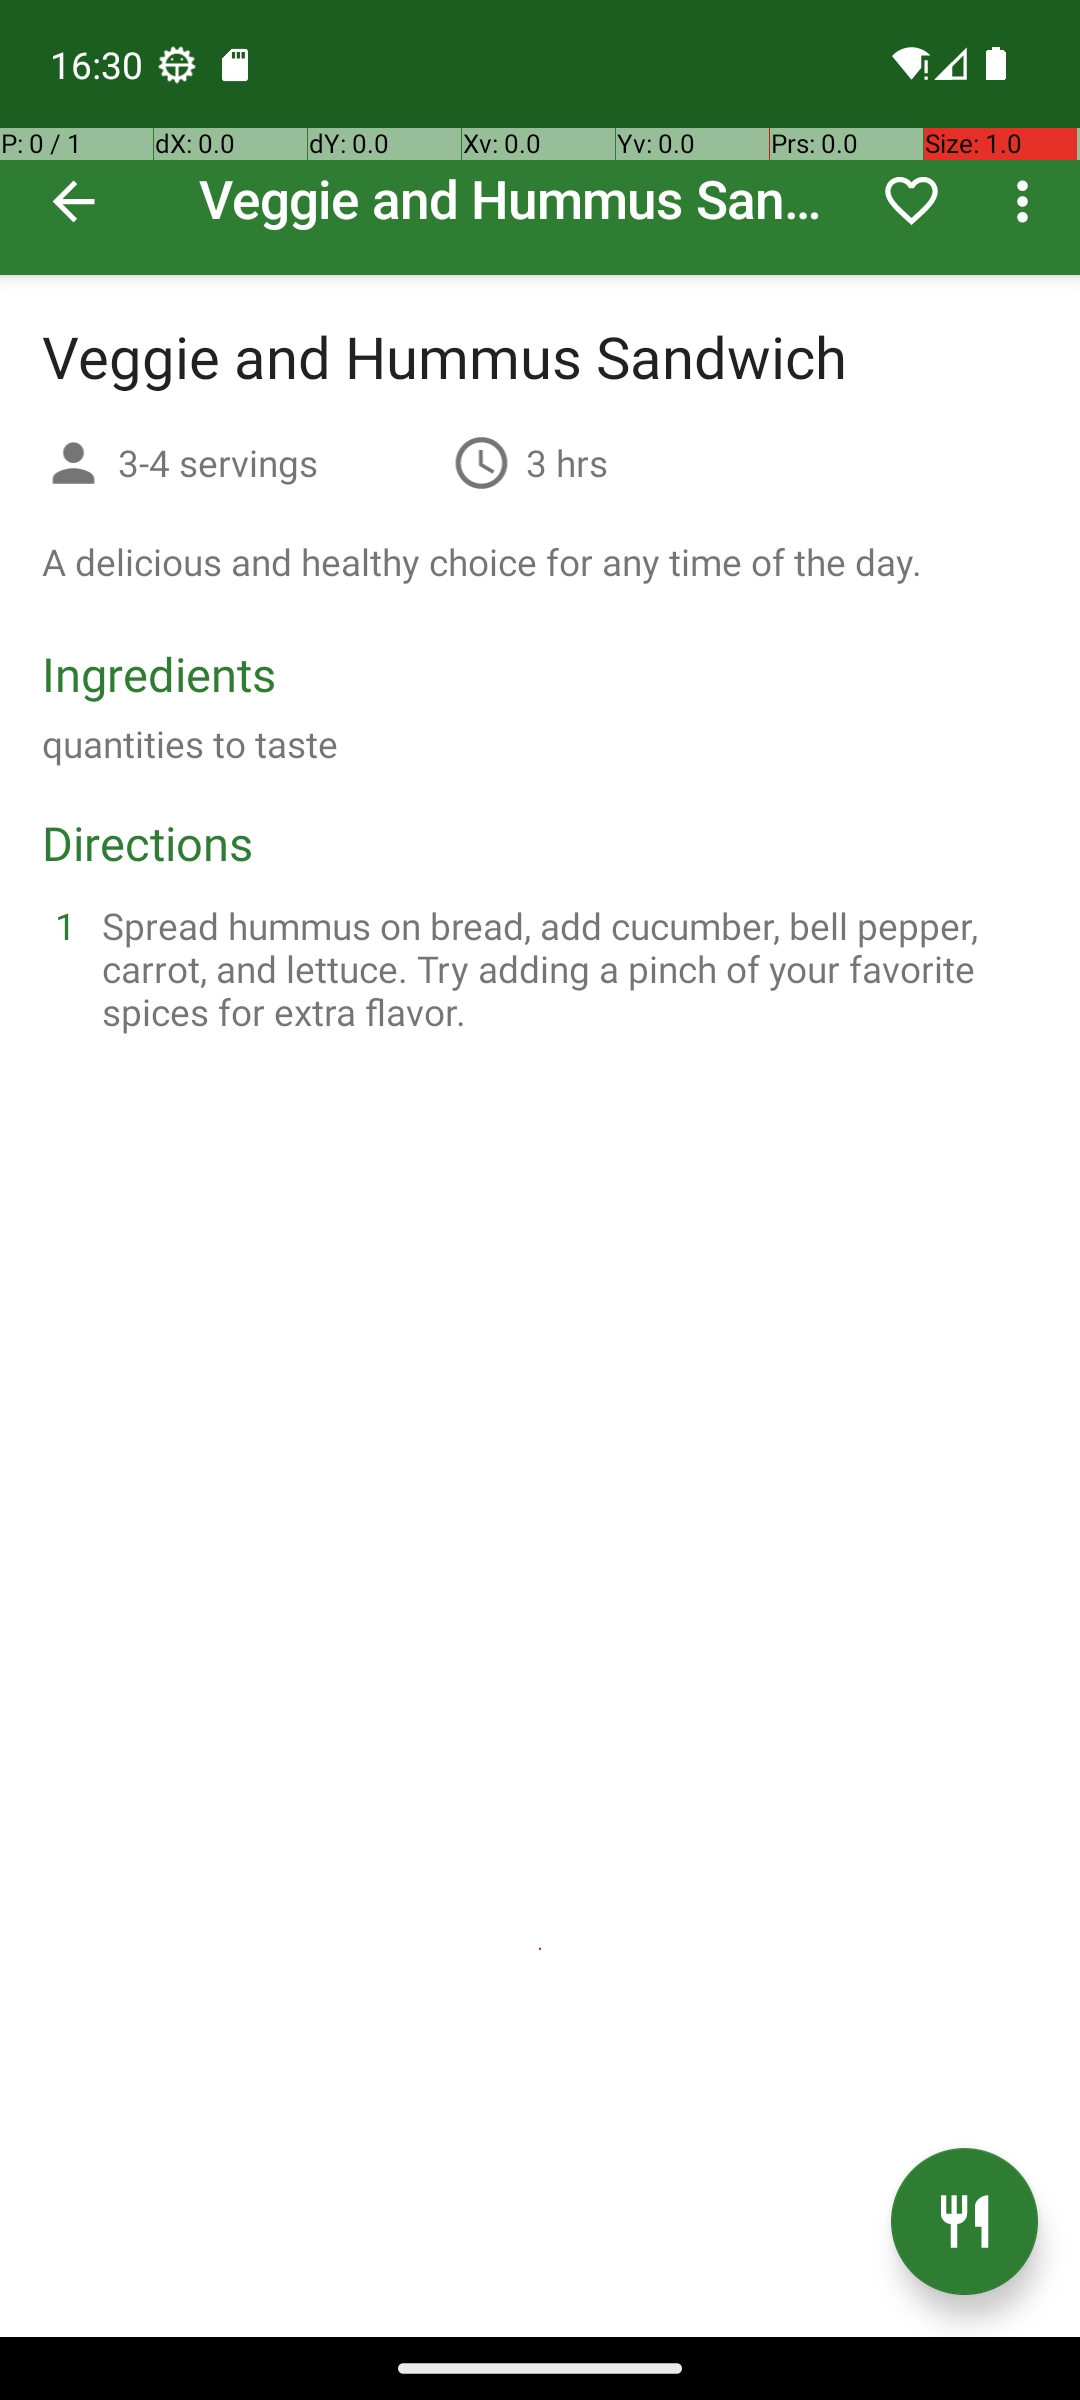 16:30
P: 0 / 1 dX: 0.0 dY: 0.0 Xv: 0.0 Yv: 0.0 Prs: 0.0 Size: 1.0
Veggie and Hummus San...
Veggie and Hummus Sandwich
3-4 servings 3 hrs
A delicious and healthy choice for any time of the day.
Ingredients
quantities to taste
Directions
1 Spread hummus on bread, add cucumber, bell pepper,
carrot, and lettuce. Try adding a pinch of your favorite
spices for extra flavor.